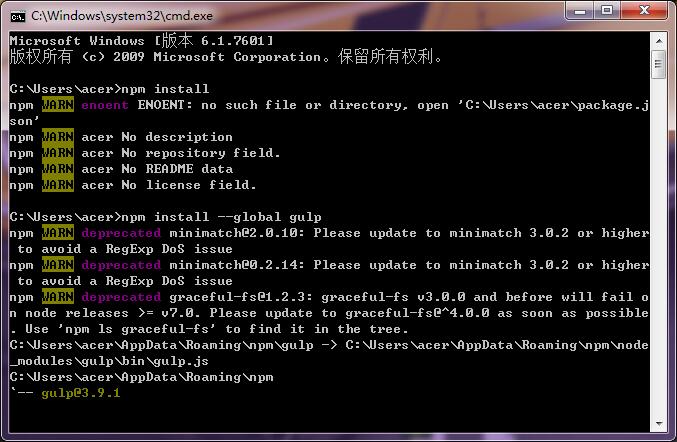 C:\Windows\system32\cmd.exe
Microsoft Windows [版本 6.1.7601]
版权所有 (c) 2009 Microsoft Corporation。保留所有权利。
C:\Users\acer>npm install
npm WARN enoent ENOENT: no such file or directory, open 'C:\Users\acer\package.j
son'
npm WARN acer No description
npm WARN acer No repository field.
npm WARN acer No README data
npm WARN acer No license field.
C:\Users\acer>npm install --global gulp
npm WARN deprecated minimatch@2.0.10: Please update to minimatch 3.0.2 or higher
 to avoid a RegExp DoS issue
npm WARN deprecated minimatch@0.2.14: Please update to minimatch 3.0.2 or higher
 to avoid a RegExp DoS issue
npm WARN deprecated graceful-fs@1.2.3: graceful-fs v3.0.0 and before will fail o
n node releases >= v7.0. Please update to graceful-fs@^4.0.0 as soon as possible
. Use 'npm ls graceful-fs' to find it in the tree.
C:\Users\acer\AppData\Roaming\npm\gulp -> C:\Users\acer\AppData\Roaming\npm\node
_modules\gulp\bin\gulp.js
C:\Users\acer\AppData\Roaming\npm
`-- gulp@3.9.1